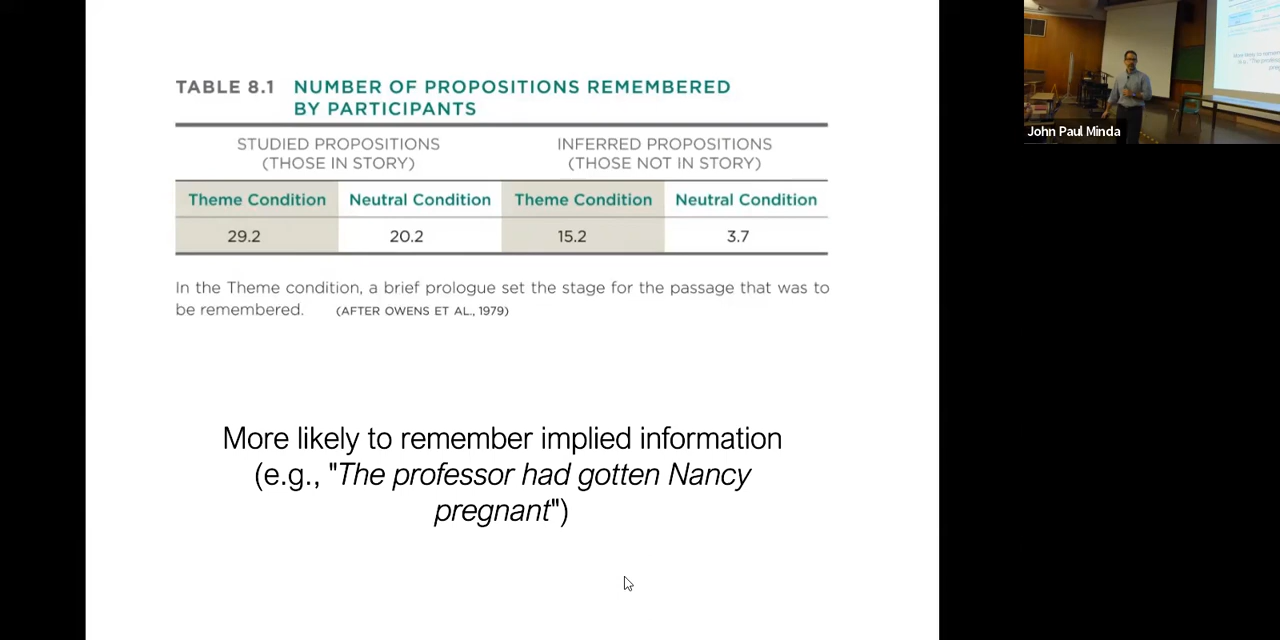 TABLE 8.1 NUMBER OF PROPOSITIONS REMEMBERED
BY PARTICIPANTS
STUDIED PROPOSITIONS
(THOSE IN STORY)
INFERRED PROPOSITIONS
(THOSE NOT IN STORY)
Theme Condition Neutral Condition Theme Condition Neutral Condition
29.2 20.2 15.2 3.7
In the Theme condition, a brief prologue set the stage for the passage that was to
be remembered. (AFTER OWENS ET AL., 1979)
More likely to remember implied information
(e.g., "The professor had gotten Nancy
pregnant")
John Paul Minda